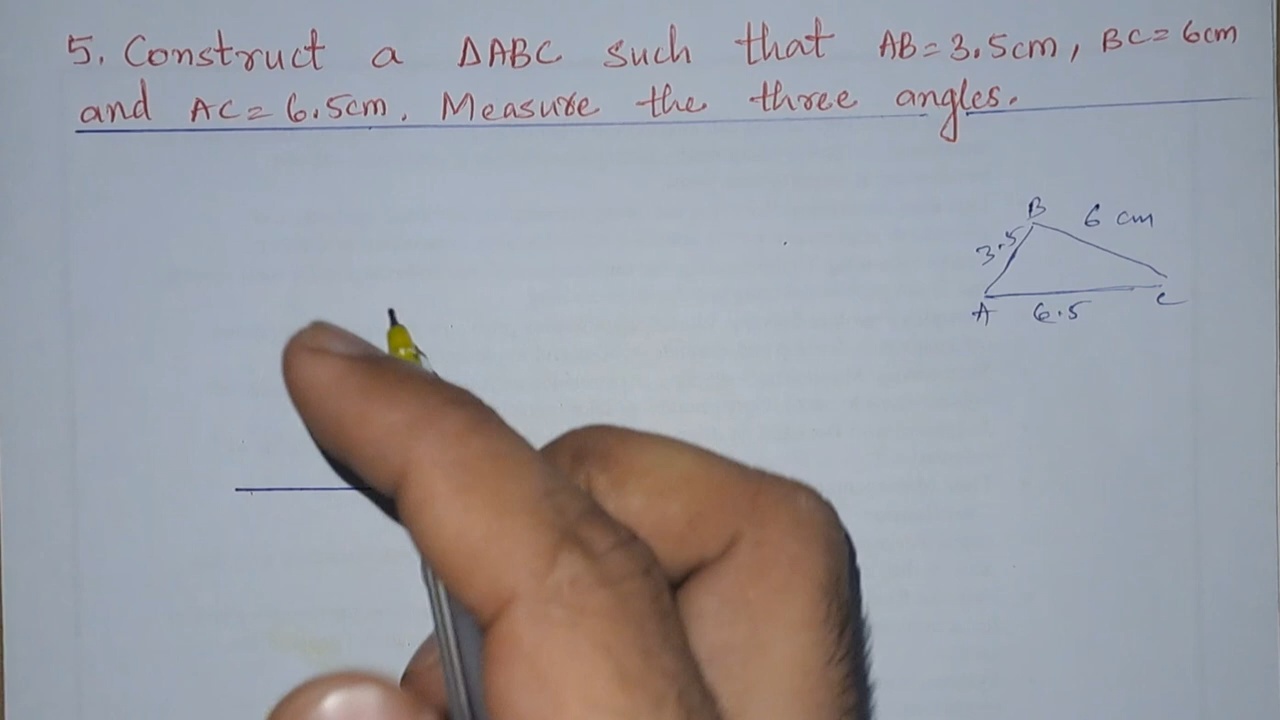 5. Construct a ΔABC such that AB = 3.5cm, BC = 6cm
and AC = 6.5cm. Measure the three angles.
B 6 cm
3.5
A 6.5 C